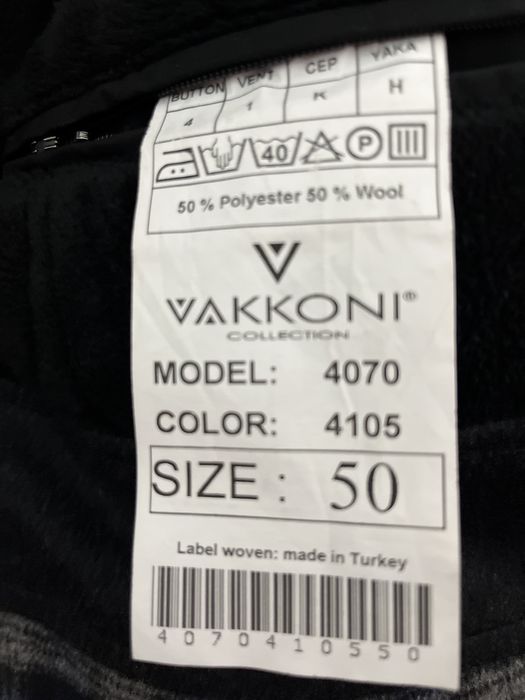 BUTTON VENT CEP YAKA
4 1 K H
40 P
50 % Polyester 50 % Wool
VAKKONI®
COLLECTION
MODEL: 4070
COLOR: 4105
SIZE : 50
Label woven: made in Turkey
4070410550